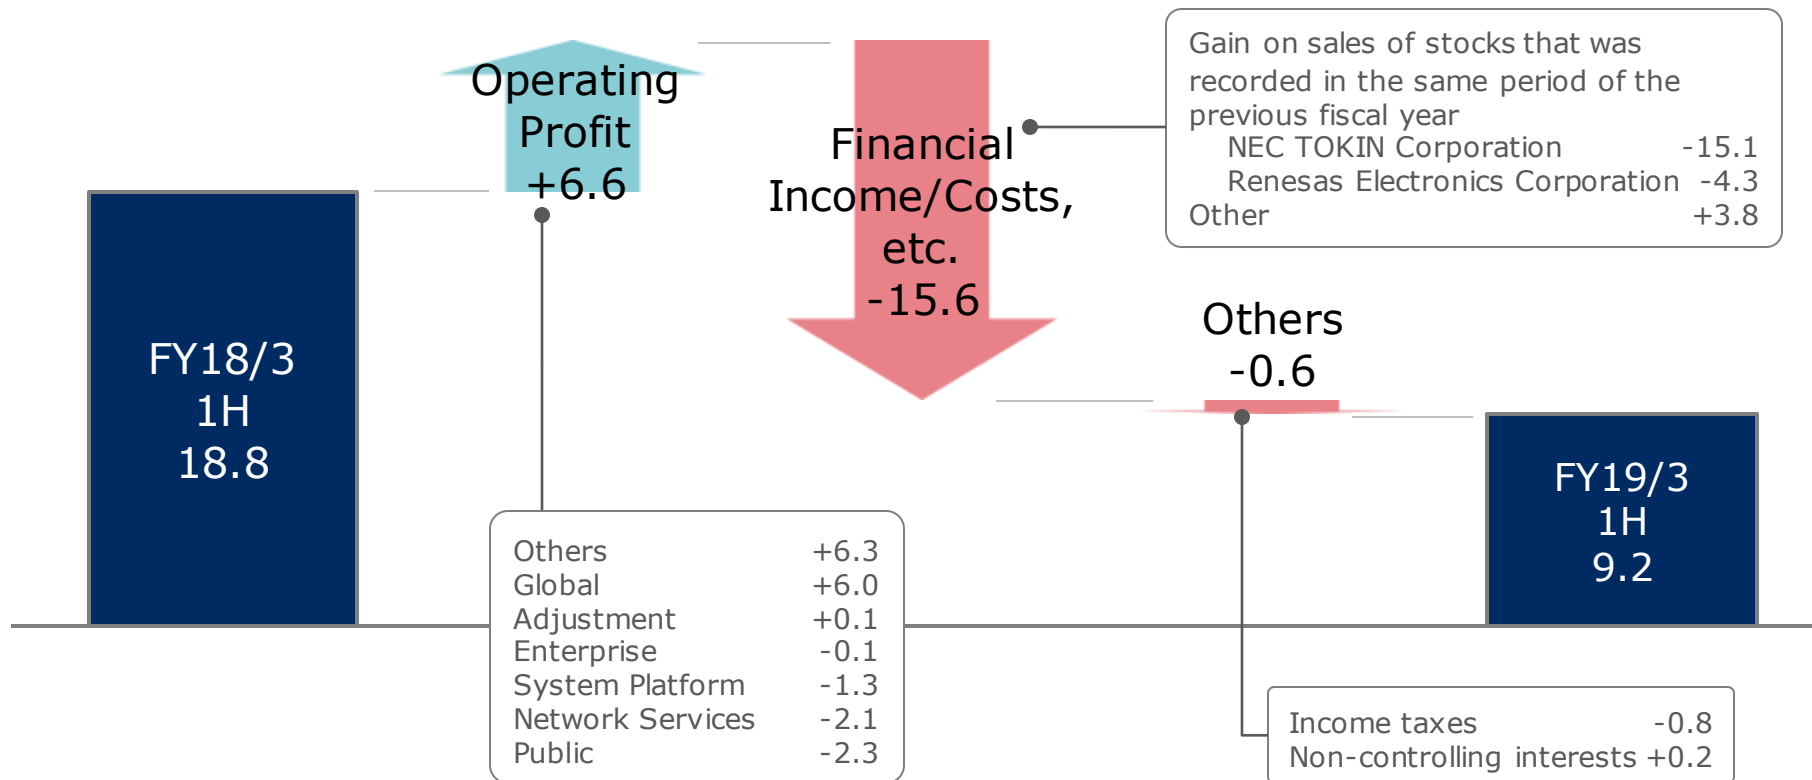 FY18/3
1H
18.8
Operating
Profit
+6.6
Others +6.3
Global +6.0
Adjustment +0.1
Enterprise -0.1
System Platform -1.3
Network Services -2.1
Public -2.3
Financial
Income/Costs,
etc.
-15.6
Gain on sales of stocks that was
recorded in the same period of the
previous fiscal year
NEC TOKIN Corporation -15.1
Renesas Electronics Corporation -4.3
Other +3.8
Others
-0.6
Income taxes -0.8
Non-controlling interests +0.2
FY19/3
1H
9.2